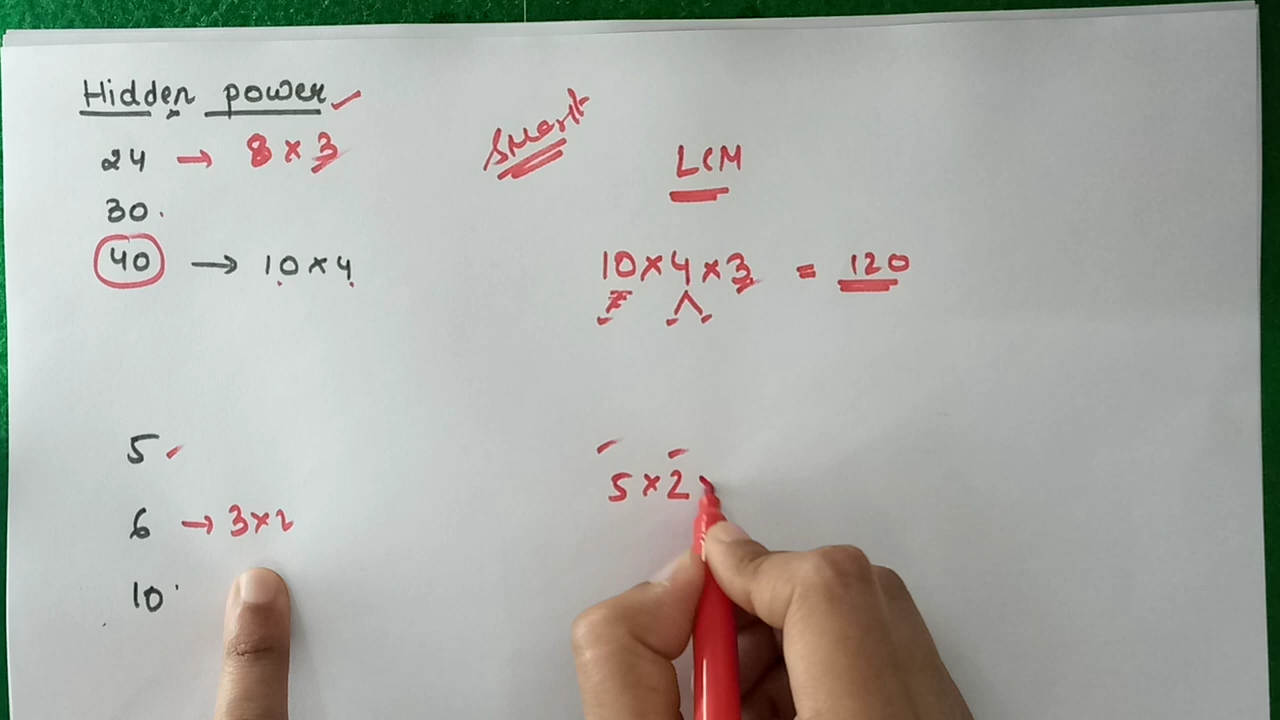 Hidden power
24 → 8 × 3
30
40 → 10 × 4
5
6 → 3 × 2
10
Smart
LCM
10 × 4 × 3 = 120
5 × 2